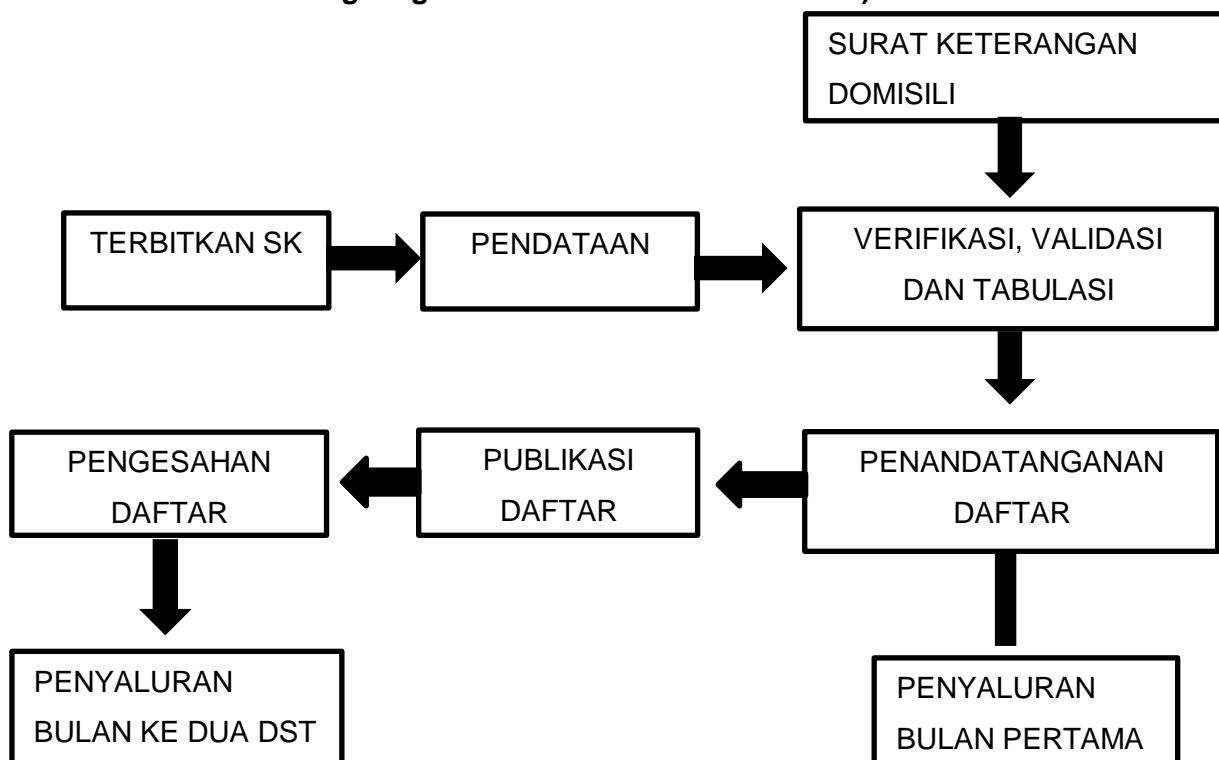 SURAT KETERANGAN
DOMISILI
TERBITKAN SK
PENDATAAN
VERIFIKASI, VALIDASI
DAN TABULASI
PENGESAHAN
DAFTAR
PUBLIKASI
DAFTAR
PENANDATANGANAN
DAFTAR
PENYALURAN
BULAN KE DUA DST
PENYALURAN
BULAN PERTAMA